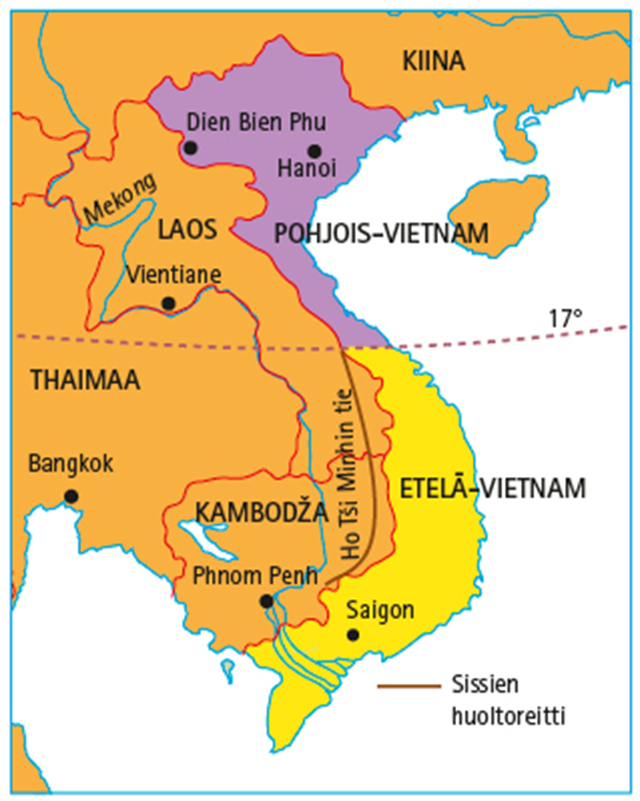 KIINA
Dien Bien Phu
Hanoi
Mekong
LAOS
POHJOIS-VIETNAM
Vientiane
17°
THAIMAA
Ho Tši Minhin tie
Bangkok
ETELĀ-VIETNAM
KAMBODŽA
Phnom Penh
Saigon
Sissien
huoltoreitti